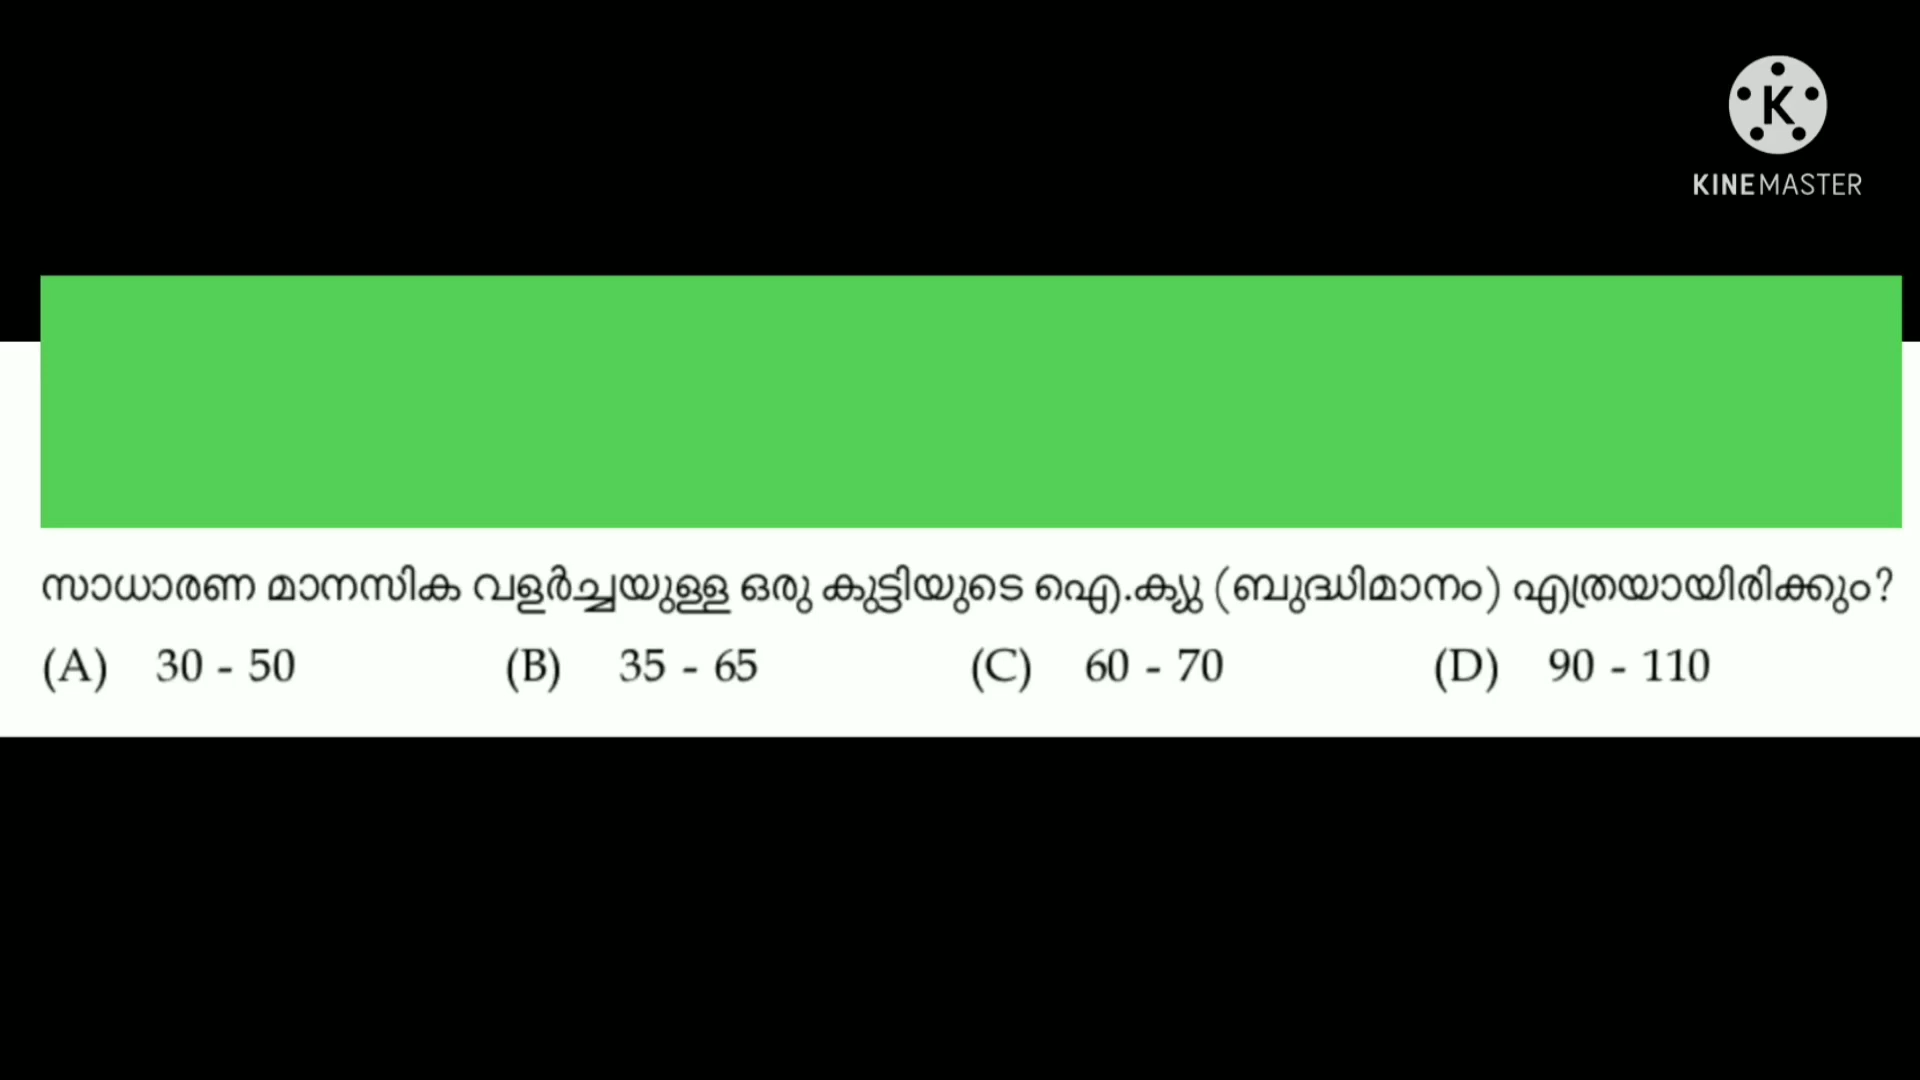 K
KINEMASTER
സാധാരണ മാനസിക വളർച്ചയുള്ള ഒരു കുട്ടിയുടെ ഐ.ക്യു (ബുദ്ധിമാനം) എത്രയായിരിക്കും?
(A) 30 - 50 (B) 35 - 65 (C) 60 - 70 (D) 90 - 110